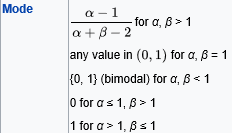 Mode
α − 1
α + β − 2 for α, β > 1
any value in (0, 1) for α, β = 1
{0, 1} (bimodal) for α, β < 1
0 for α ≤ 1, β > 1
1 for α > 1, β ≤ 1